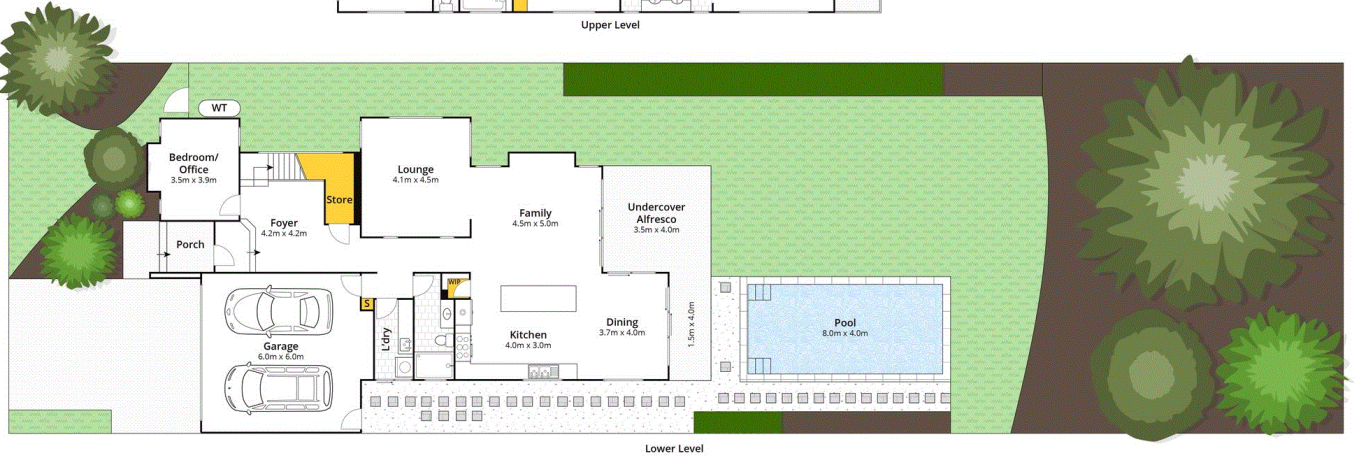 Upper Level
WT
Bedroom/
Office
3.5m x 3.9m
Lounge
4.1m x 4.5m
Store
Family
4.5m x 5.0m
Undercover
Alfresco
3.5m x 4.0m
Foyer
4.2m x 4.2m
Porch
WIP
S
Garage
6.0m x 6.0m
L'dry
Kitchen
4.0m x 3.0m
Dining
3.7m x 4.0m
1.5m x 4.0m
Pool
8.0m x 4.0m
Lower Level